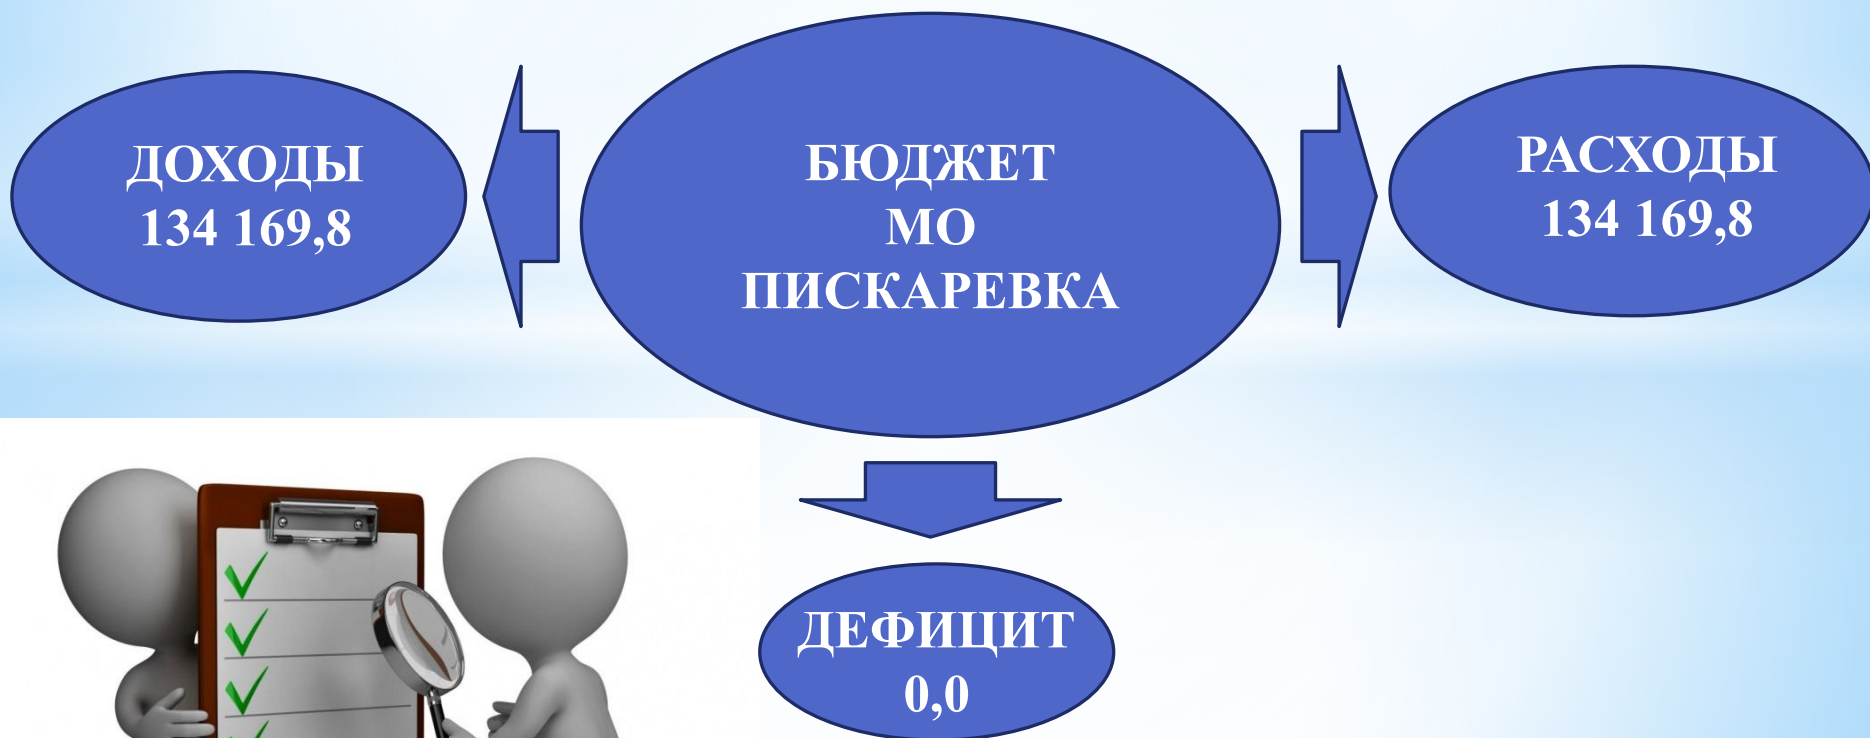 ДОХОДЫ
134 169,8
БЮДЖЕТ
МО
ПИСКАРЕВКА
РАСХОДЫ
134 169,8
ДЕФИЦИТ
0,0